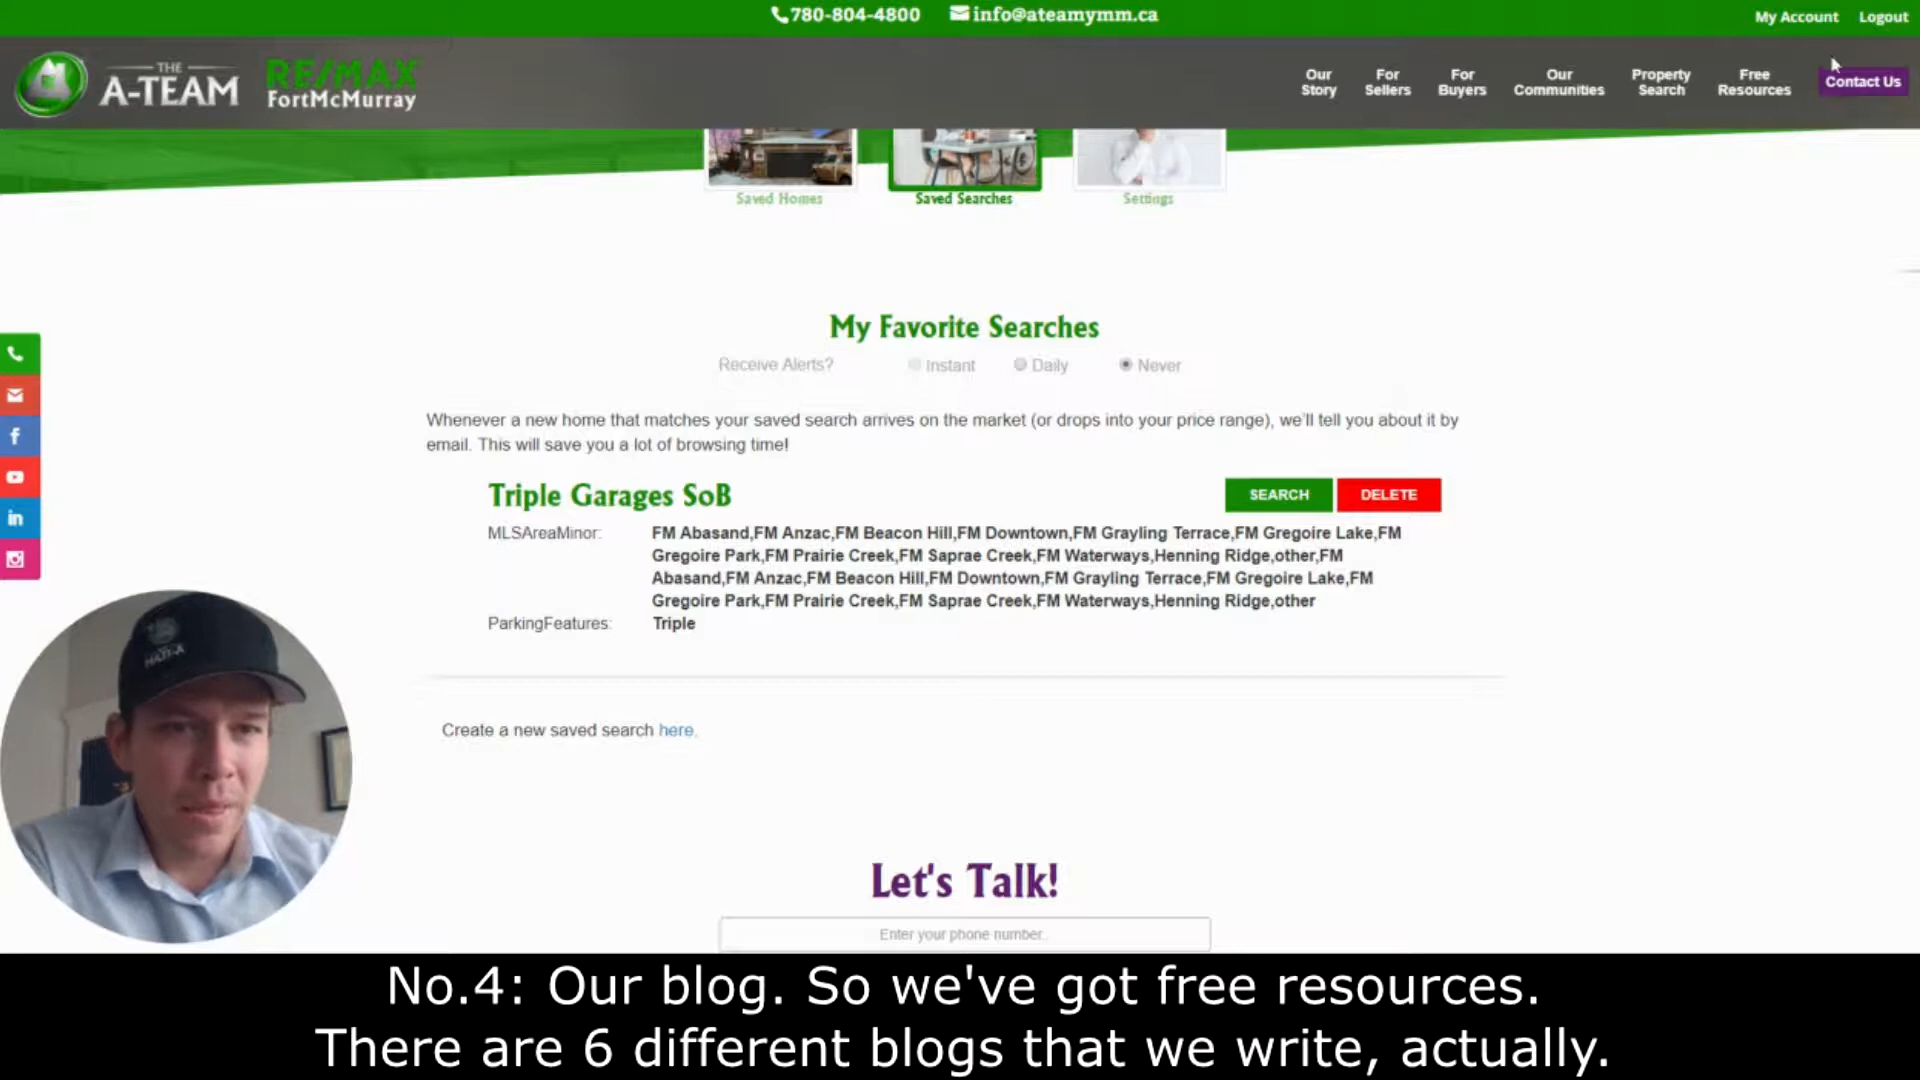 780-804-4800 info@ateamymm.ca
My Account Logout
THE
A-TEAM
RE/MAX
FortMcMurray
Our Story
For Sellers
For Buyers
Our Communities
Property Search
Free Resources
Contact Us
Saved Homes
Saved Searches
Settings
My Favorite Searches
Receive Alerts? Instant Daily Never
Whenever a new home that matches your saved search arrives on the market (or drops into your price range), we'll tell you about it by
email. This will save you a lot of browsing time!
Triple Garages SoB
SEARCH DELETE
MLSAreaMinor: FM Abasand,FM Anzac,FM Beacon Hill,FM Downtown,FM Grayling Terrace,FM Gregoire Lake,FM
Gregoire Park,FM Prairie Creek,FM Saprae Creek,FM Waterways,Henning Ridge,other,FM
Abasand,FM Anzac,FM Beacon Hill,FM Downtown,FM Grayling Terrace,FM Gregoire Lake,FM
Gregoire Park,FM Prairie Creek,FM Saprae Creek,FM Waterways,Henning Ridge,other
ParkingFeatures: Triple
Create a new saved search here.
Let's Talk!
Enter your phone number..
No.4: Our blog. So we've got free resources.
There are 6 different blogs that we write, actually.